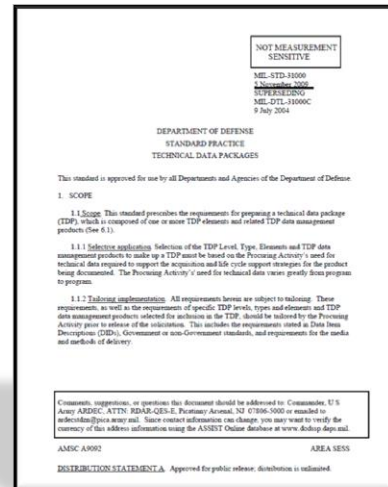 NOT MEASUREMENT
SENSITIVE
MIL-STD-31000
5 November 2009
SUPERSEDING
MIL-DTL-31000C
9 July 2004
DEPARTMENT OF DEFENSE
STANDARD PRACTICE
TECHNICAL DATA PACKAGES
This standard is approved for use by all Departments and Agencies of the Department of Defense
1. SCOPE
1.1 Scope. This standard prescribes the requirements for preparing a technical data package
(TDP), which is composed of one or more TDP elements and related TDP data management
products (See 6.1).
1.1.1 Selective application. Selection of the TDP Level, Type, Elements and TDP data
management products to make up a TDP must be based on the Procuring Activity's need for
technical data required to support the acquisition and life cycle support strategies for the product
being documented. The Procuring Activity's need for technical data varies greatly from program
to program.
1.1.2 Tailoring implementation. All requirements herein are subject to tailoring. These
requirements, as well as the requirements of specific TDP levels, types and elements and TDP
data management products selected for inclusion in the TDP, should be tailored by the Procuring
Activity prior to release of the solicitation. This includes the requirements stated in Data Item
Descriptions (DIDs), Government or non-Government standards, and requirements for the media
and methods of delivery.
Comments, suggestions, or questions this document should be addressed to: Commander, U S
Army ARDEC, ATTN: RDAR-QES-E, Picatinny Arsenal, NJ 07806-5000 or emailed to
ardecstdzn@pica.army.mil. Since contact information can change, you may want to verify the
currency of this address information using the ASSIST Online database at www.dodssp.daps.mil.
AMSC A9092 AREA SESS
DISTRIBUTION STATEMENT A. Approved for public release; distribution is unlimited.